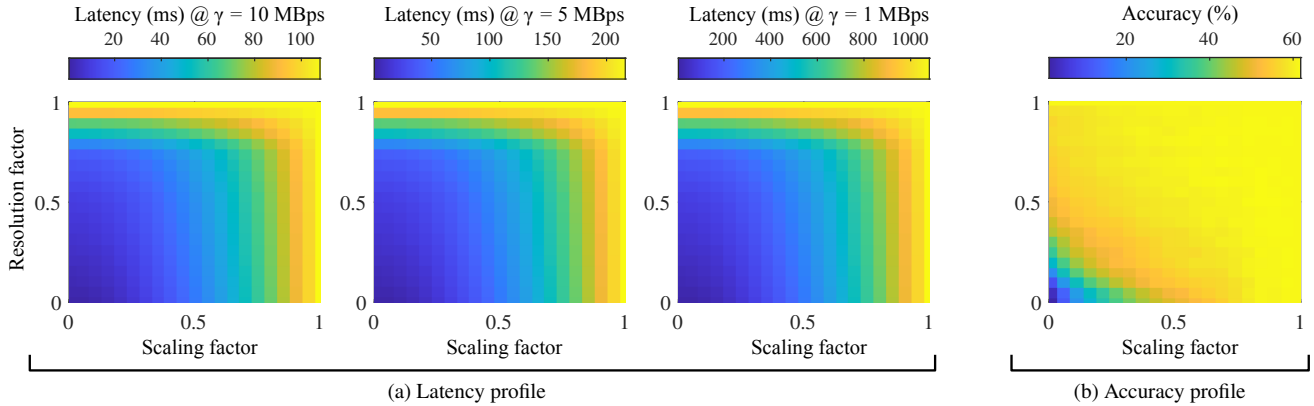 Latency (ms) @ γ = 10 MBps
20 40 60 80 100
Latency (ms) @ γ = 5 MBps
50 100 150 200
Latency (ms) @ γ = 1 MBps
200 400 600 800 1000
Accuracy (%)
20 40 60
Resolution factor
1
0.5
0
0 0.5 1
Scaling factor
1
0.5
0
0 0.5 1
Scaling factor
1
0.5
0
0 0.5 1
Scaling factor
1
0.5
0
0 0.5 1
Scaling factor
(a) Latency profile
(b) Accuracy profile